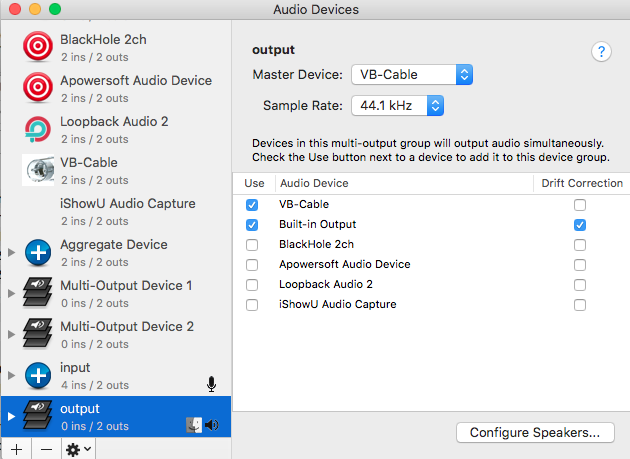 Audio Devices
BlackHole 2ch
2 ins / 2 outs
Apowersoft Audio Device
2 ins / 2 outs
Loopback Audio 2
2 ins / 2 outs
VB-Cable
2 ins / 2 outs
iShowU Audio Capture
2 ins / 2 outs
Aggregate Device
2 ins / 2 outs
Multi-Output Device 1
0 ins / 2 outs
Multi-Output Device 2
0 ins / 2 outs
input
4 ins / 2 outs
output
0 ins / 2 outs
output
?
Master Device: VB-Cable
Sample Rate: 44.1 kHz
Devices in this multi-output group will output audio simultaneously.
Check the Use button next to a device to add it to this device group.
Use Audio Device Drift Correction
VB-Cable
Built-in Output
BlackHole 2ch
Apowersoft Audio Device
Loopback Audio 2
iShowU Audio Capture
Configure Speakers...